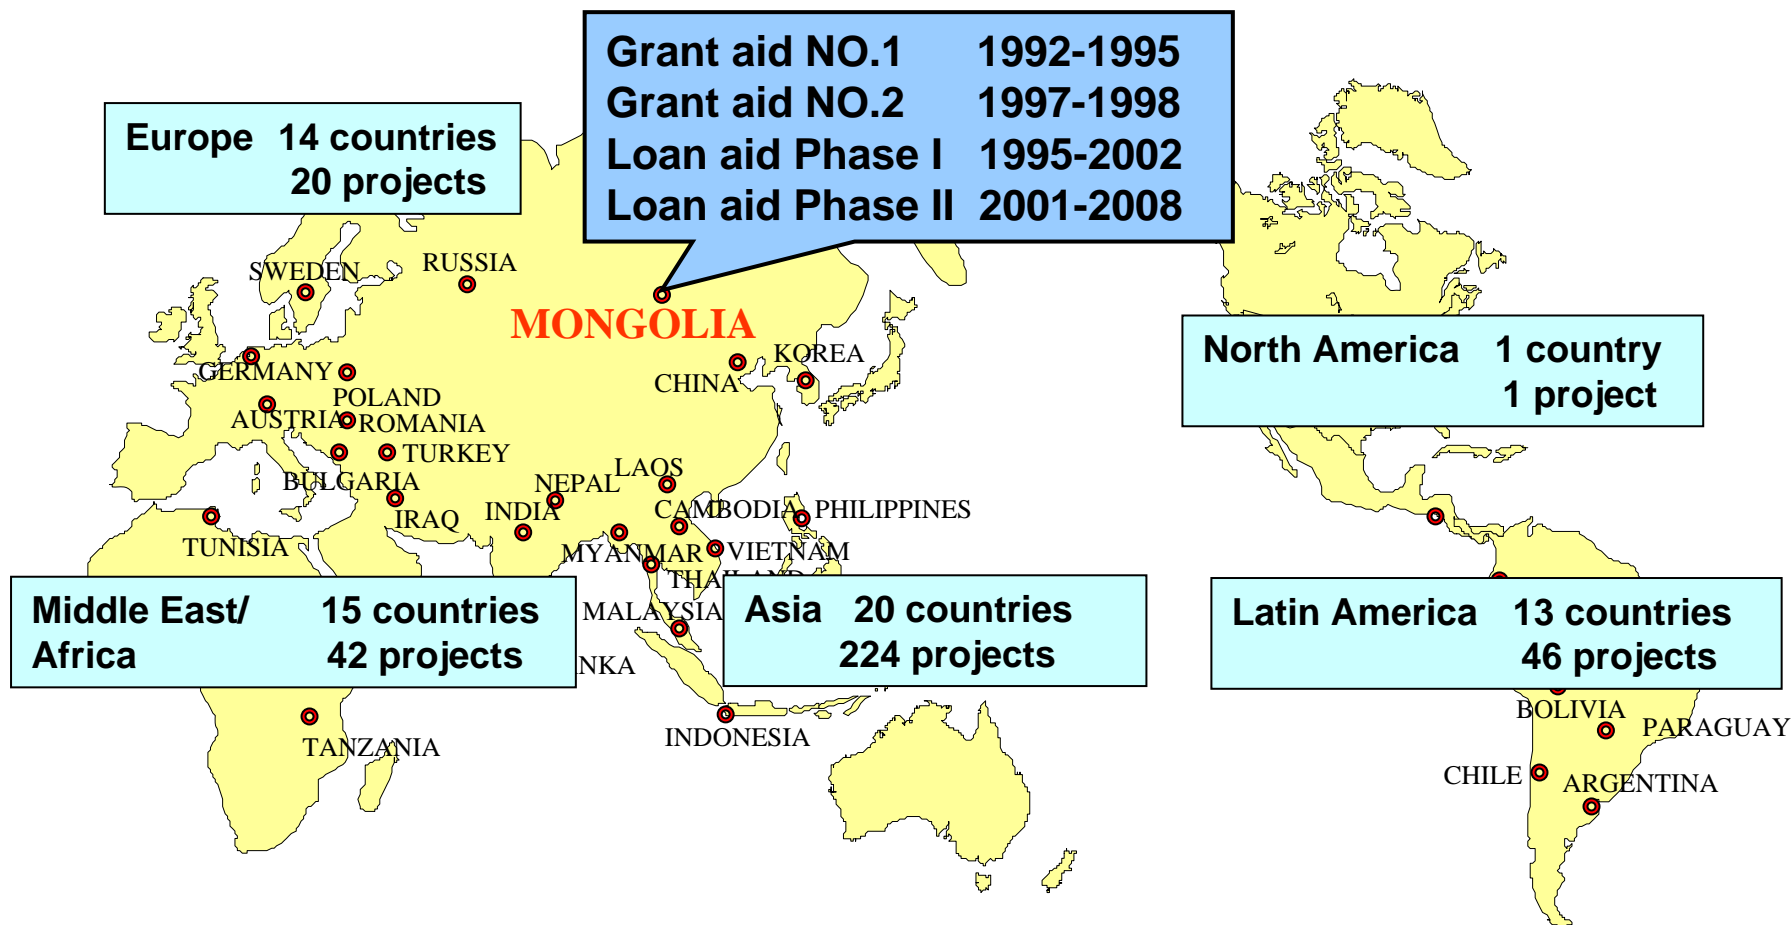 Grant aid NO.1 1992-1995
Grant aid NO.2 1997-1998
Loan aid Phase I 1995-2002
Loan aid Phase II 2001-2008
Europe 14 countries
20 projects
SWEDEN
RUSSIA
MONGOLIA
KOREA
CHINA
GERMANY
POLAND
AUSTRIA
ROMANIA
TURKEY
BULGARIA
IRAQ
TUNISIA
LAOS
NEPAL
INDIA
CAMBODIA
PHILIPPINES
MYANMAR
VIETNAM
THAILAND
MALAYSIA
North America 1 country
1 project
Middle East/ 15 countries
Africa 42 projects
NKA
Asia 20 countries
224 projects
Latin America 13 countries
46 projects
TANZANIA
INDONESIA
BOLIVIA
PARAGUAY
CHILE
ARGENTINA